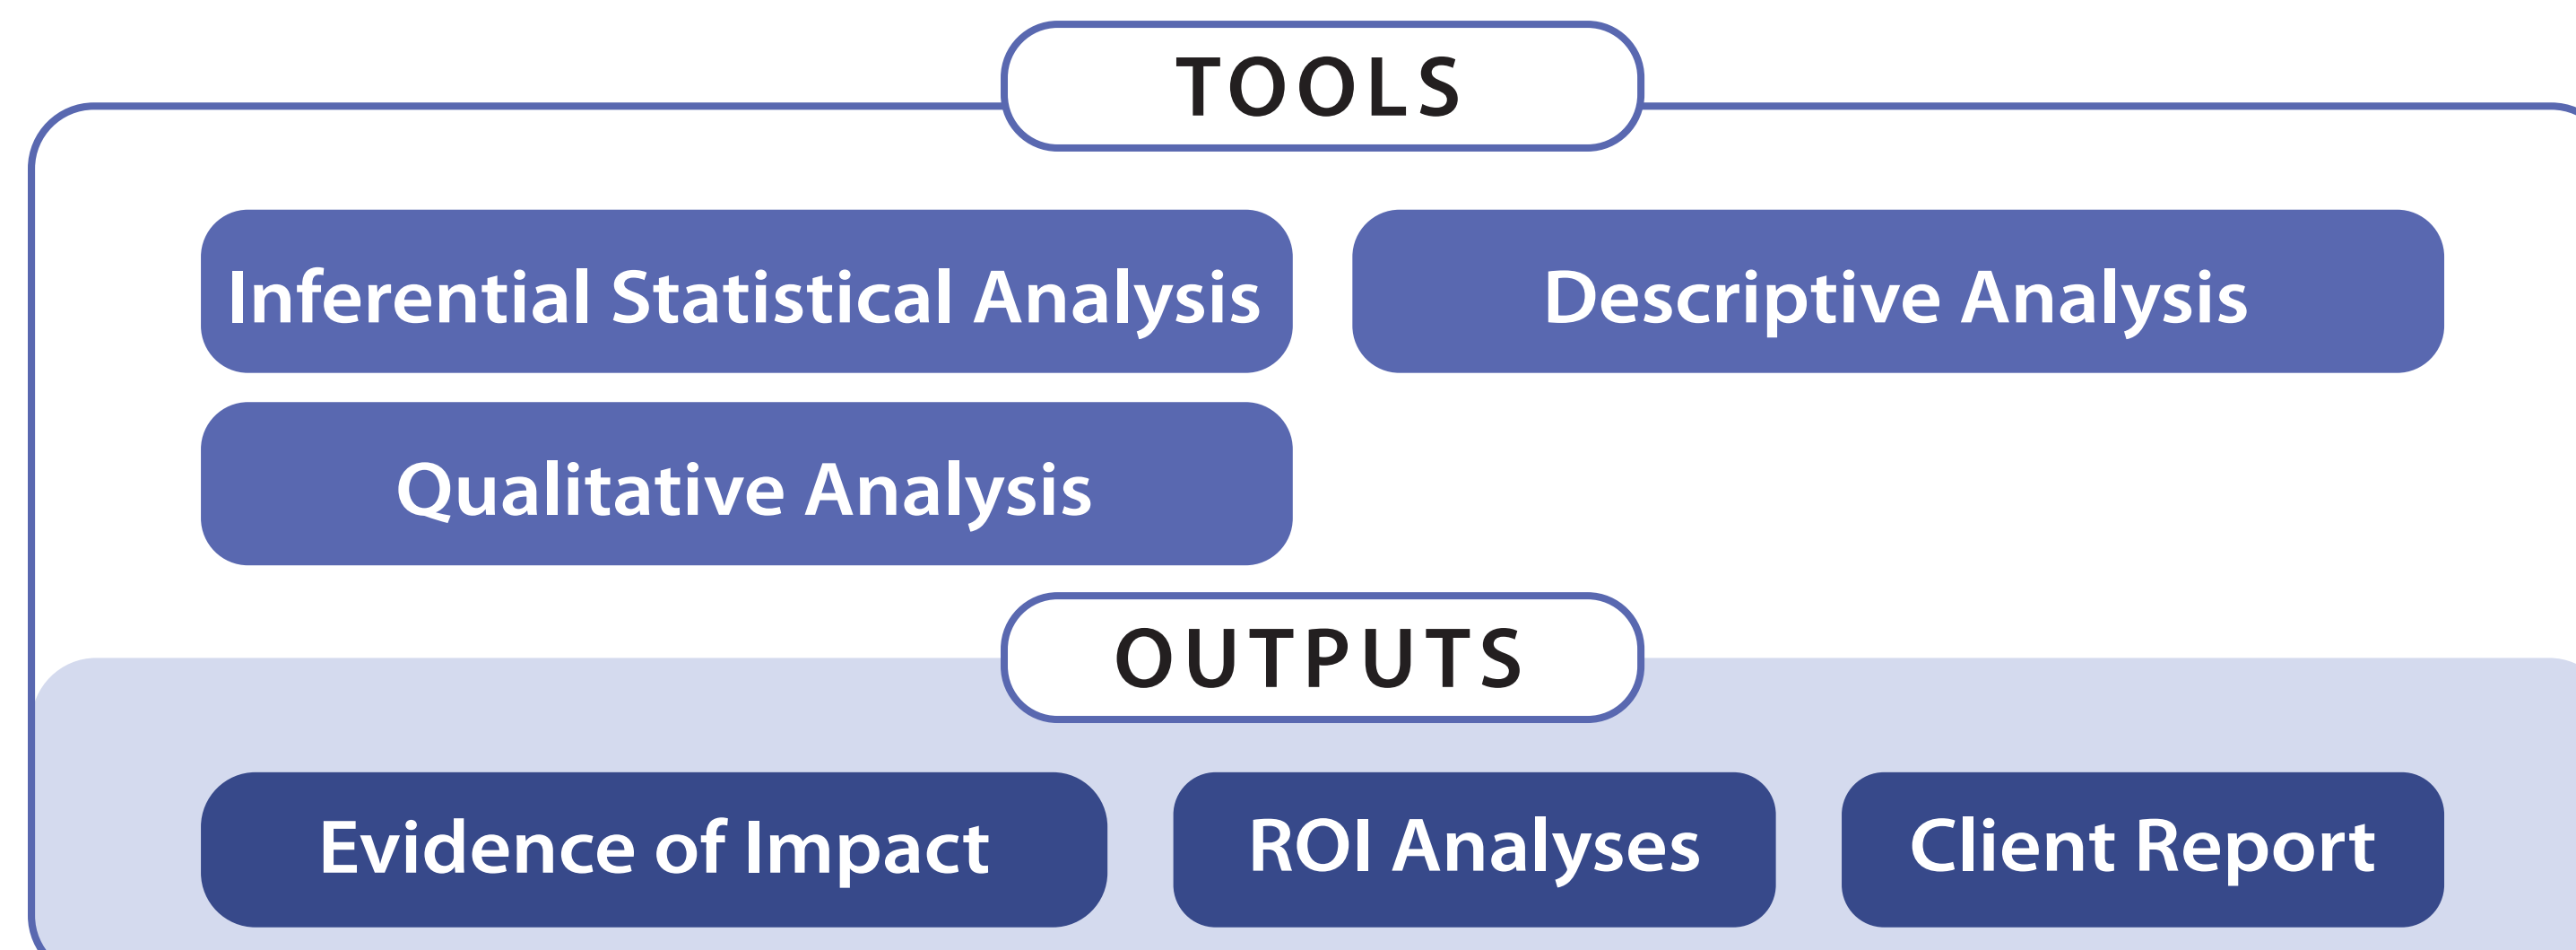 TOOLS
Inferential Statistical Analysis
Descriptive Analysis
Qualitative Analysis
OUTPUTS
Evidence of Impact
ROI Analyses
Client Report